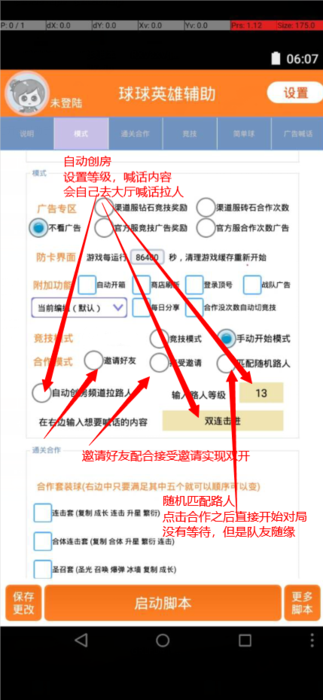 P: 0 / 1 dX: 0.0 dY: 0.0 Xv: 0.0 Yv: 0.0 Prs: 1.12 Size: 175.0
06:07
未登陆
球球英雄辅助
设置
说明 模式 通关合作 竞技 简单球 广告喊话
自动创房
设置等级，喊话内容
会自己去大厅喊话拉人
模式
广告专区 渠道服钻石竞技奖励 渠道服砖石合作次数
不看广告 官方服竞技广告奖励 官方服合作次数广告
防卡界面 游戏每运行 86400 秒，清理游戏缓存重新开始
附加功能 自动开箱 商店刷新 登录顶号 战队广告
当前编组（默认） 每日分享 合作没次数自动切竞技
竞技模式 竞技模式 手动开始模式
合作模式 邀请好友 接受邀请 匹配随机路人
自动创房频道拉路人 输入路人等级 13
在右边输入想要喊话的内容 双连击进
邀请好友配合接受邀请实现双开
通关合作
随机匹配路人
点击合作之后直接开始对局
没有等待，但是队友随缘
合作套装球(右边中只要满足其中五个就可以顺序可以变)
连击套 (复制 成长 连击 升星 繁衍)
合体连击套 (复制 合体 升星 繁衍 连击)
圣召套 (圣光 召唤 爆弹 冰墙 复制 成长)
保存
更改
启动脚本
更多
脚本